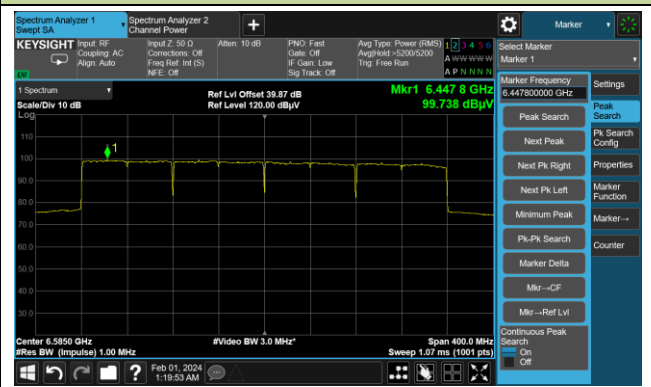 Spectrum Analyzer 1
Swept SA
Spectrum Analyzer 2
Channel Power
Marker
KEYSIGHT
Input: RF
Coupling: AC
Align: Auto
Input Z: 50 Ω
Corrections: Off
Freq Ref: Int (S)
NFE: Off
Atten: 10 dB
PNO: Fast
Gate: Off
IF Gain: Low
Sig Track: Off
Avg Type: Power (RMS)
Avg|Hold:>5200/5200
Trig: Free Run
1 2 3 4 5 6
A W W W W W
A P N N N N
Select Marker
Marker 1
1 Spectrum
Scale/Div 10 dB
Log
Ref Lvl Offset 39.87 dB
Ref Level 120.00 dBµV
Mkr1 6.447 8 GHz
99.738 dBµV
1
110
100
90.0
80.0
70.0
60.0
50.0
40.0
30.0
Center 6.5850 GHz
#Res BW (Impulse) 1.00 MHz
#Video BW 3.0 MHz*
Span 400.0 MHz
Sweep 1.07 ms (1001 pts)
Marker Frequency
6.447800000 GHz
Peak Search
Next Peak
Next Pk Right
Next Pk Left
Minimum Peak
Pk-Pk Search
Marker Delta
Mkr→CF
Mkr→Ref Lvl
Continuous Peak
Search
On
Off
Settings
Peak
Search
Pk Search
Config
Properties
Marker
Function
Marker→
Counter
Feb 01, 2024
1:19:53 AM